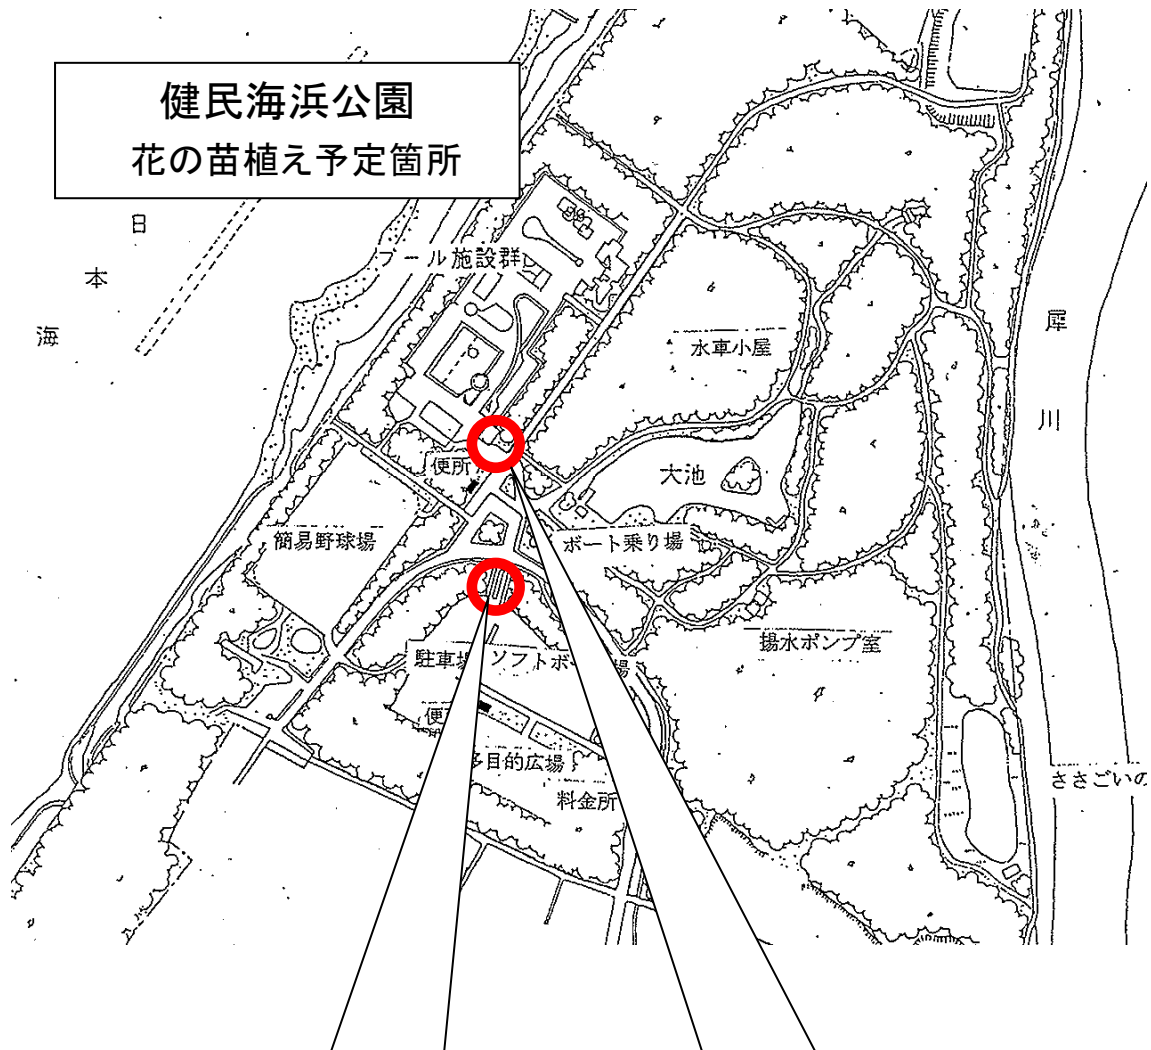 健民海浜公園
花の苗植え予定箇所
日本海
プール施設群
水車小屋
犀川
便所
大池
簡易野球場
ボート乗り場
揚水ポンプ室
駐車場
ソフトボ
場
便
多目的広場
料金所
ささごいの